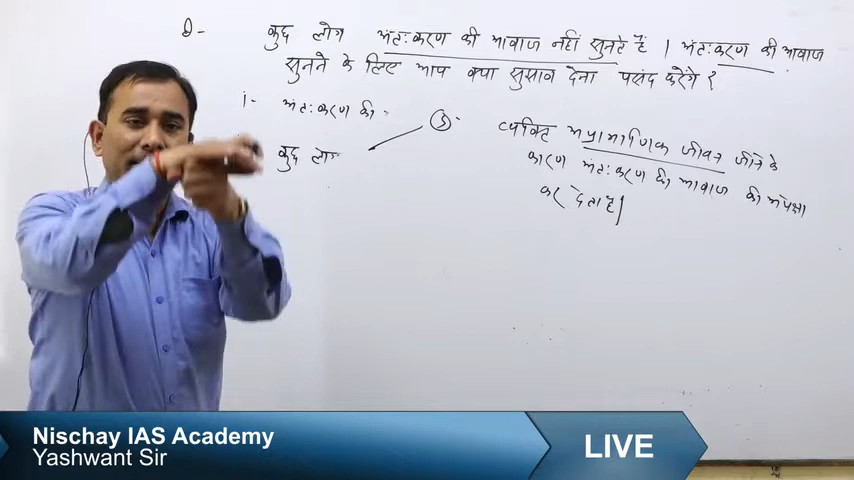 Q- कुछ लोग अंतःकरण की आवाज नहीं सुनते हैं । अंतःकरण की आवाज
सुनने के लिए आप क्या सुझाव देना पसंद करेंगे ?
i- अंतःकरण की -
कुछ लोग
③- व्यक्ति अप्रामाणिक जीवन जीने के
कारण अंतःकरण की आवाज की अपेक्षा
कर देता है|
Nischay IAS Academy
Yashwant Sir
LIVE